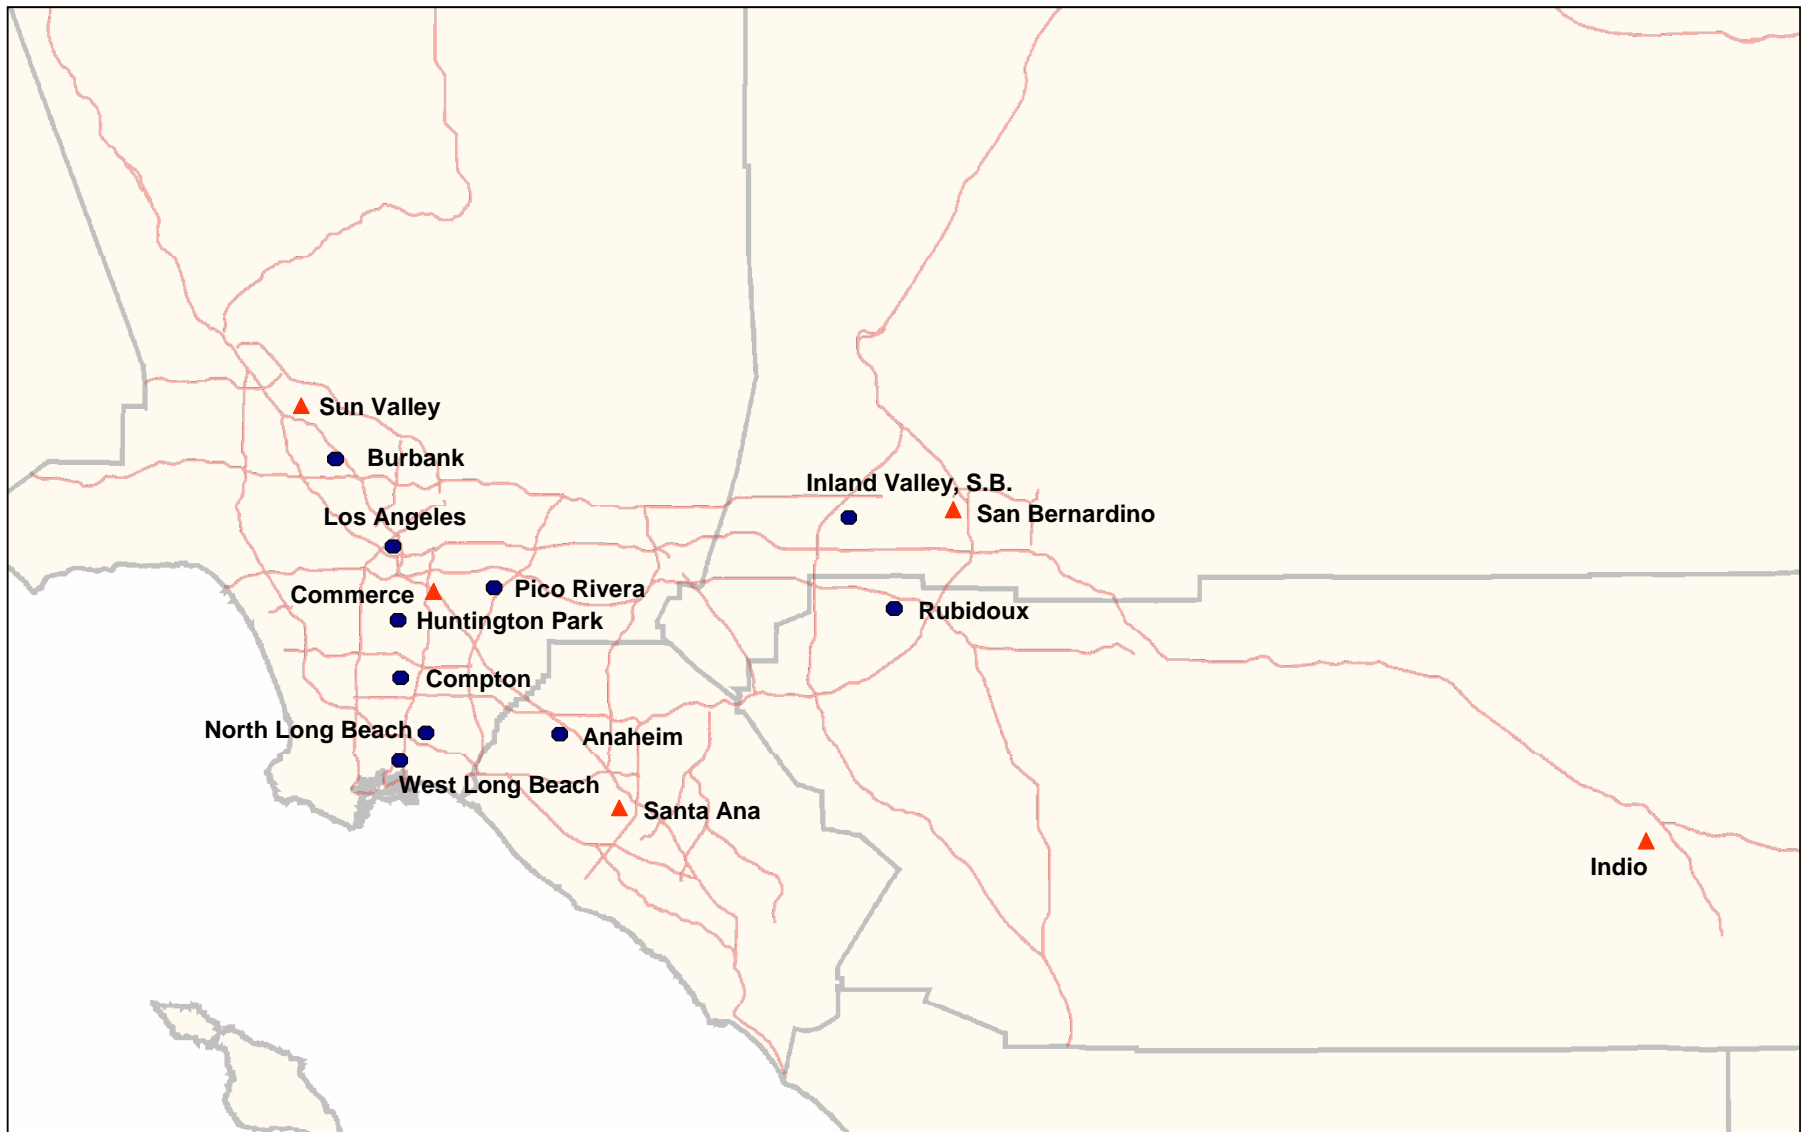 Sun Valley
Burbank
Inland Valley, S.B.
Los Angeles
San Bernardino
Commerce
Pico Rivera
Huntington Park
Rubidoux
Compton
North Long Beach
Anaheim
West Long Beach
Santa Ana
Indio